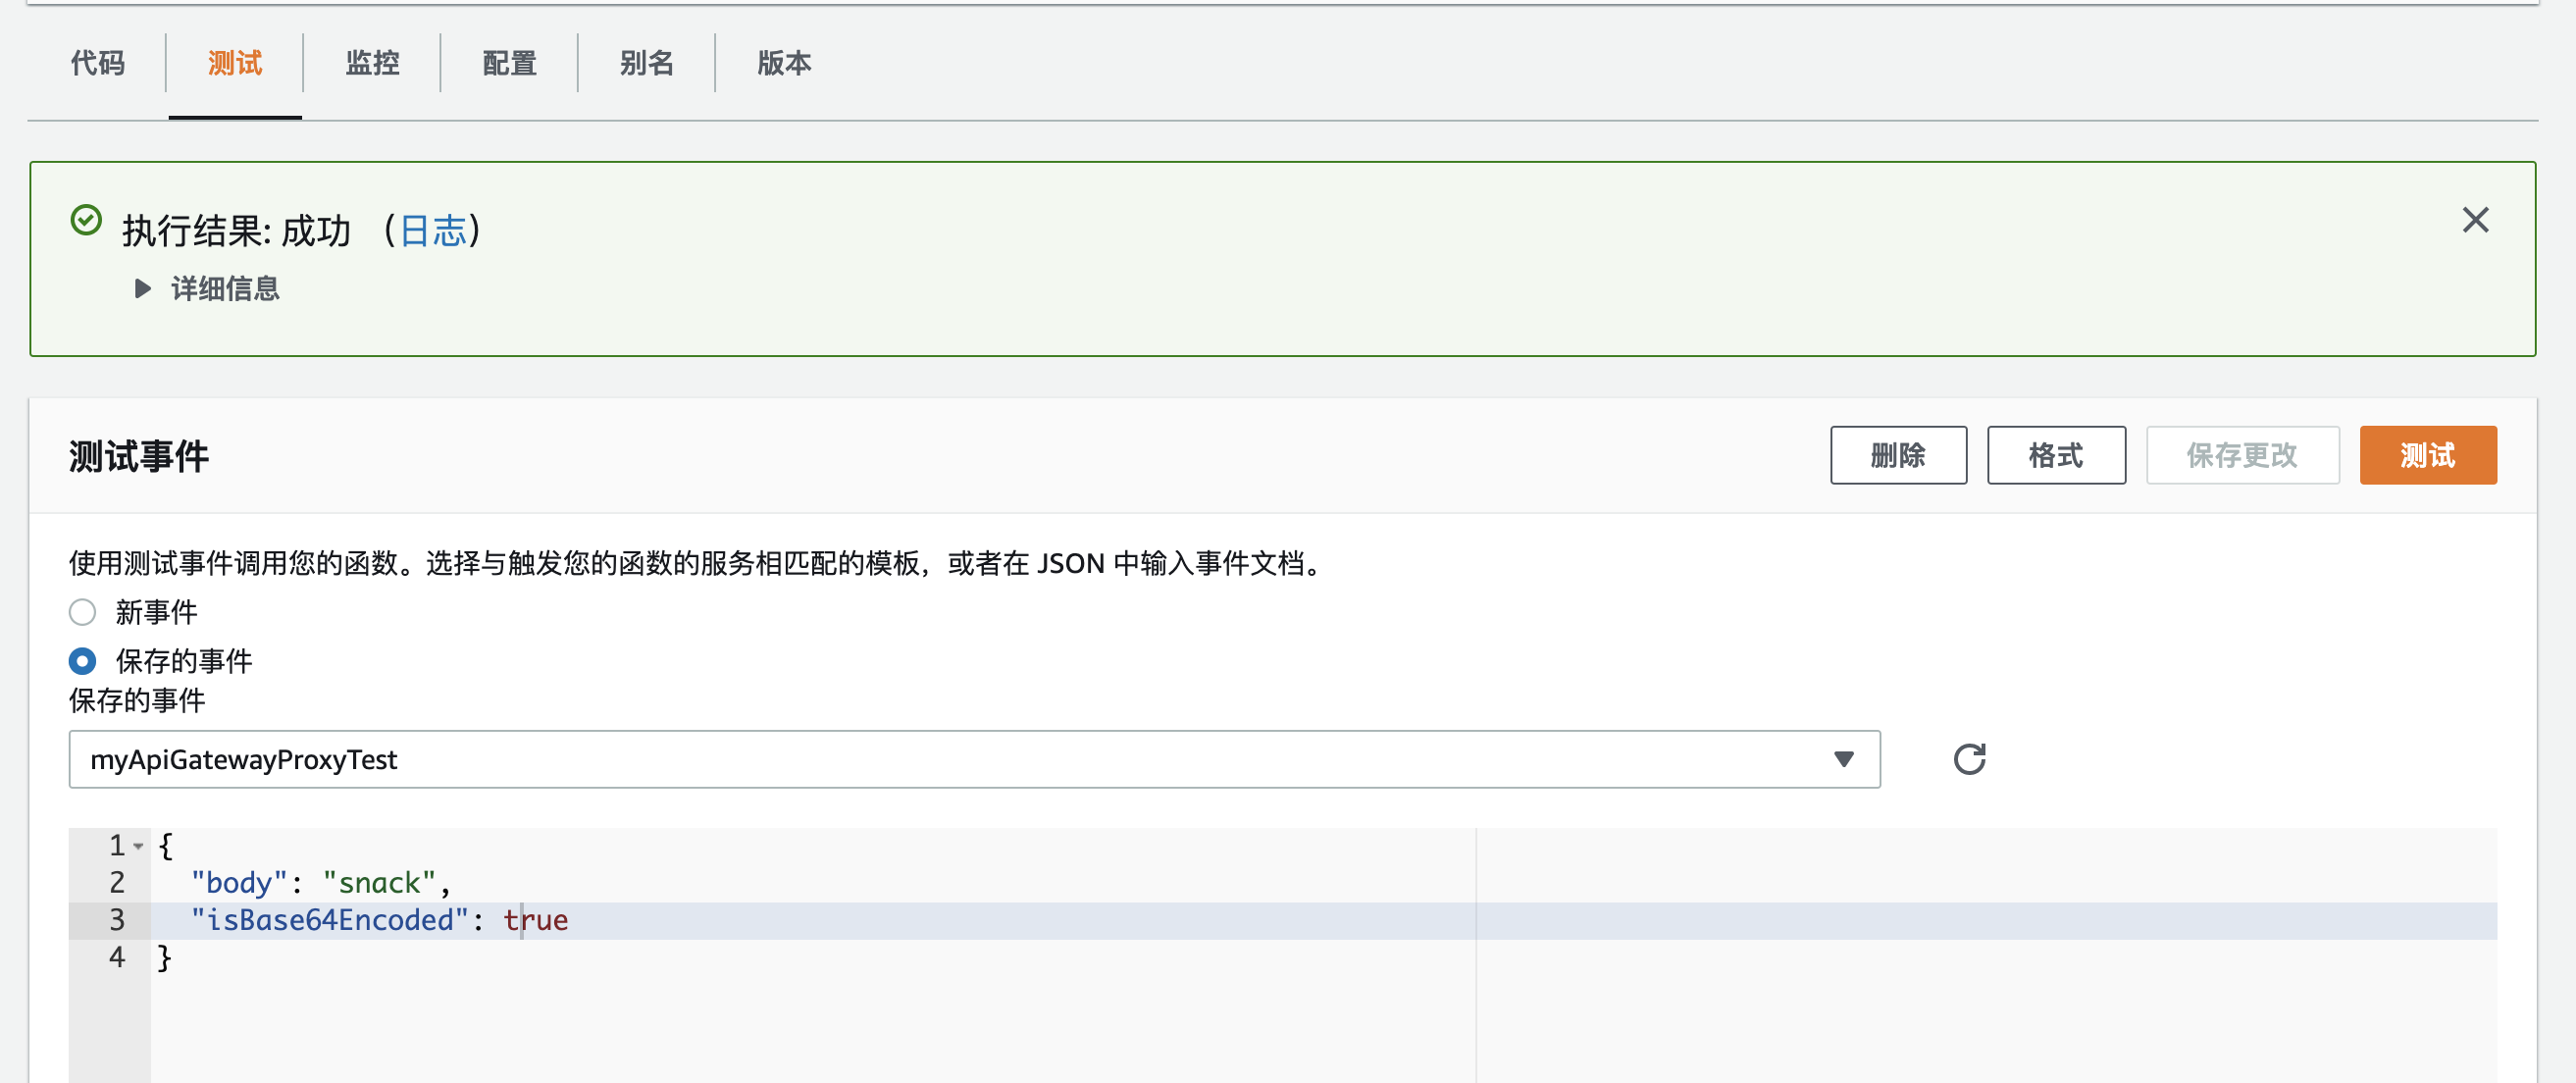 代码 测试 监控 配置 别名 版本
执行结果: 成功 (日志)
详细信息
测试事件 删除 格式 保存更改 测试
使用测试事件调用您的函数。选择与触发您的函数的服务相匹配的模板，或者在 JSON 中输入事件文档。
新事件
保存的事件
保存的事件
myApiGatewayProxyTest
1 {
2 "body": "snack",
3 "isBase64Encoded": true
4 }